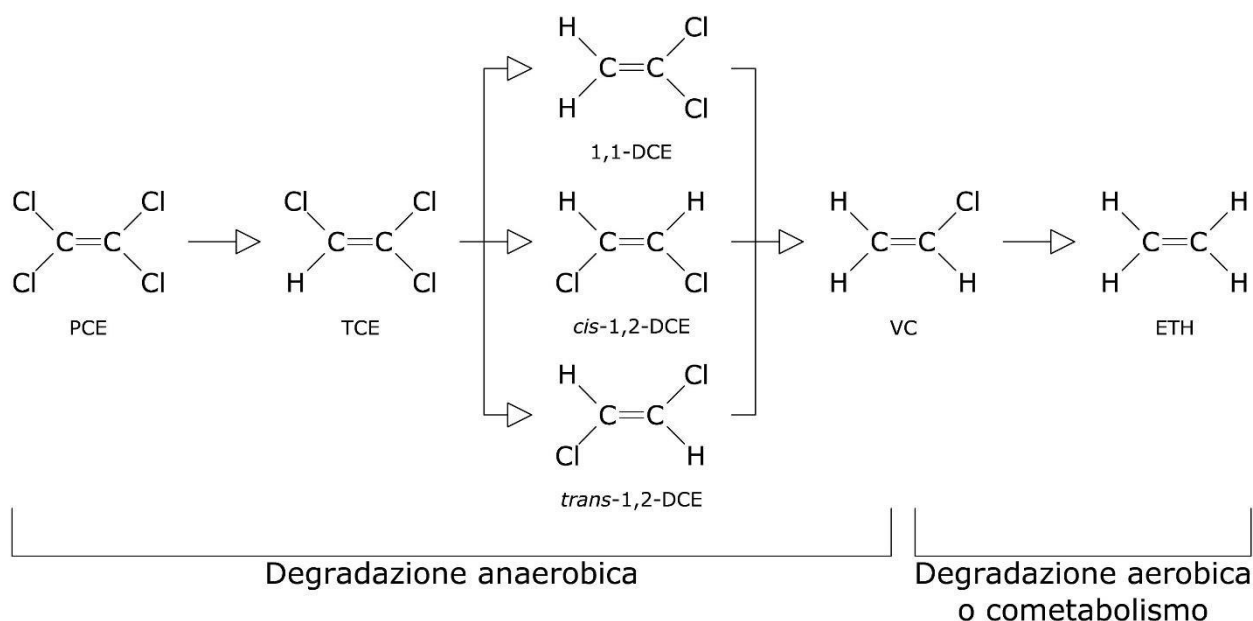 H Cl
C=C
H Cl
1,1-DCE
Cl Cl
C=C
Cl Cl
PCE
Cl Cl
C=C
H Cl
TCE
H H
C=C
Cl Cl
cis-1,2-DCE
H Cl
C=C
H H
VC
H H
C=C
H H
ETH
H Cl
C=C
Cl H
trans-1,2-DCE
Degradazione anaerobica
Degradazione aerobica
o cometabolismo